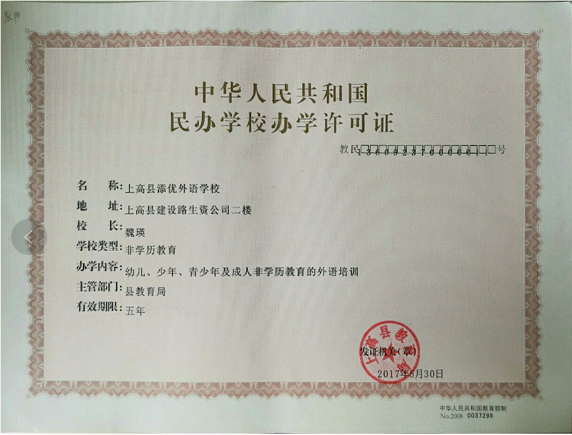 中华人民共和国
民办学校办学许可证
教民 号
名 称:上高县添优外语学校
地 址:上高县建设路生资公司二楼
校 长:魏瑛
学校类型:非学历教育
办学内容:幼儿、少年、青少年及成人非学历教育的外语培训
主管部门:县教育局
有效期限:五年
上高县教育局
发证机关(章)
2017年5月30日
中华人民共和国教育部制
No.2008 0037298